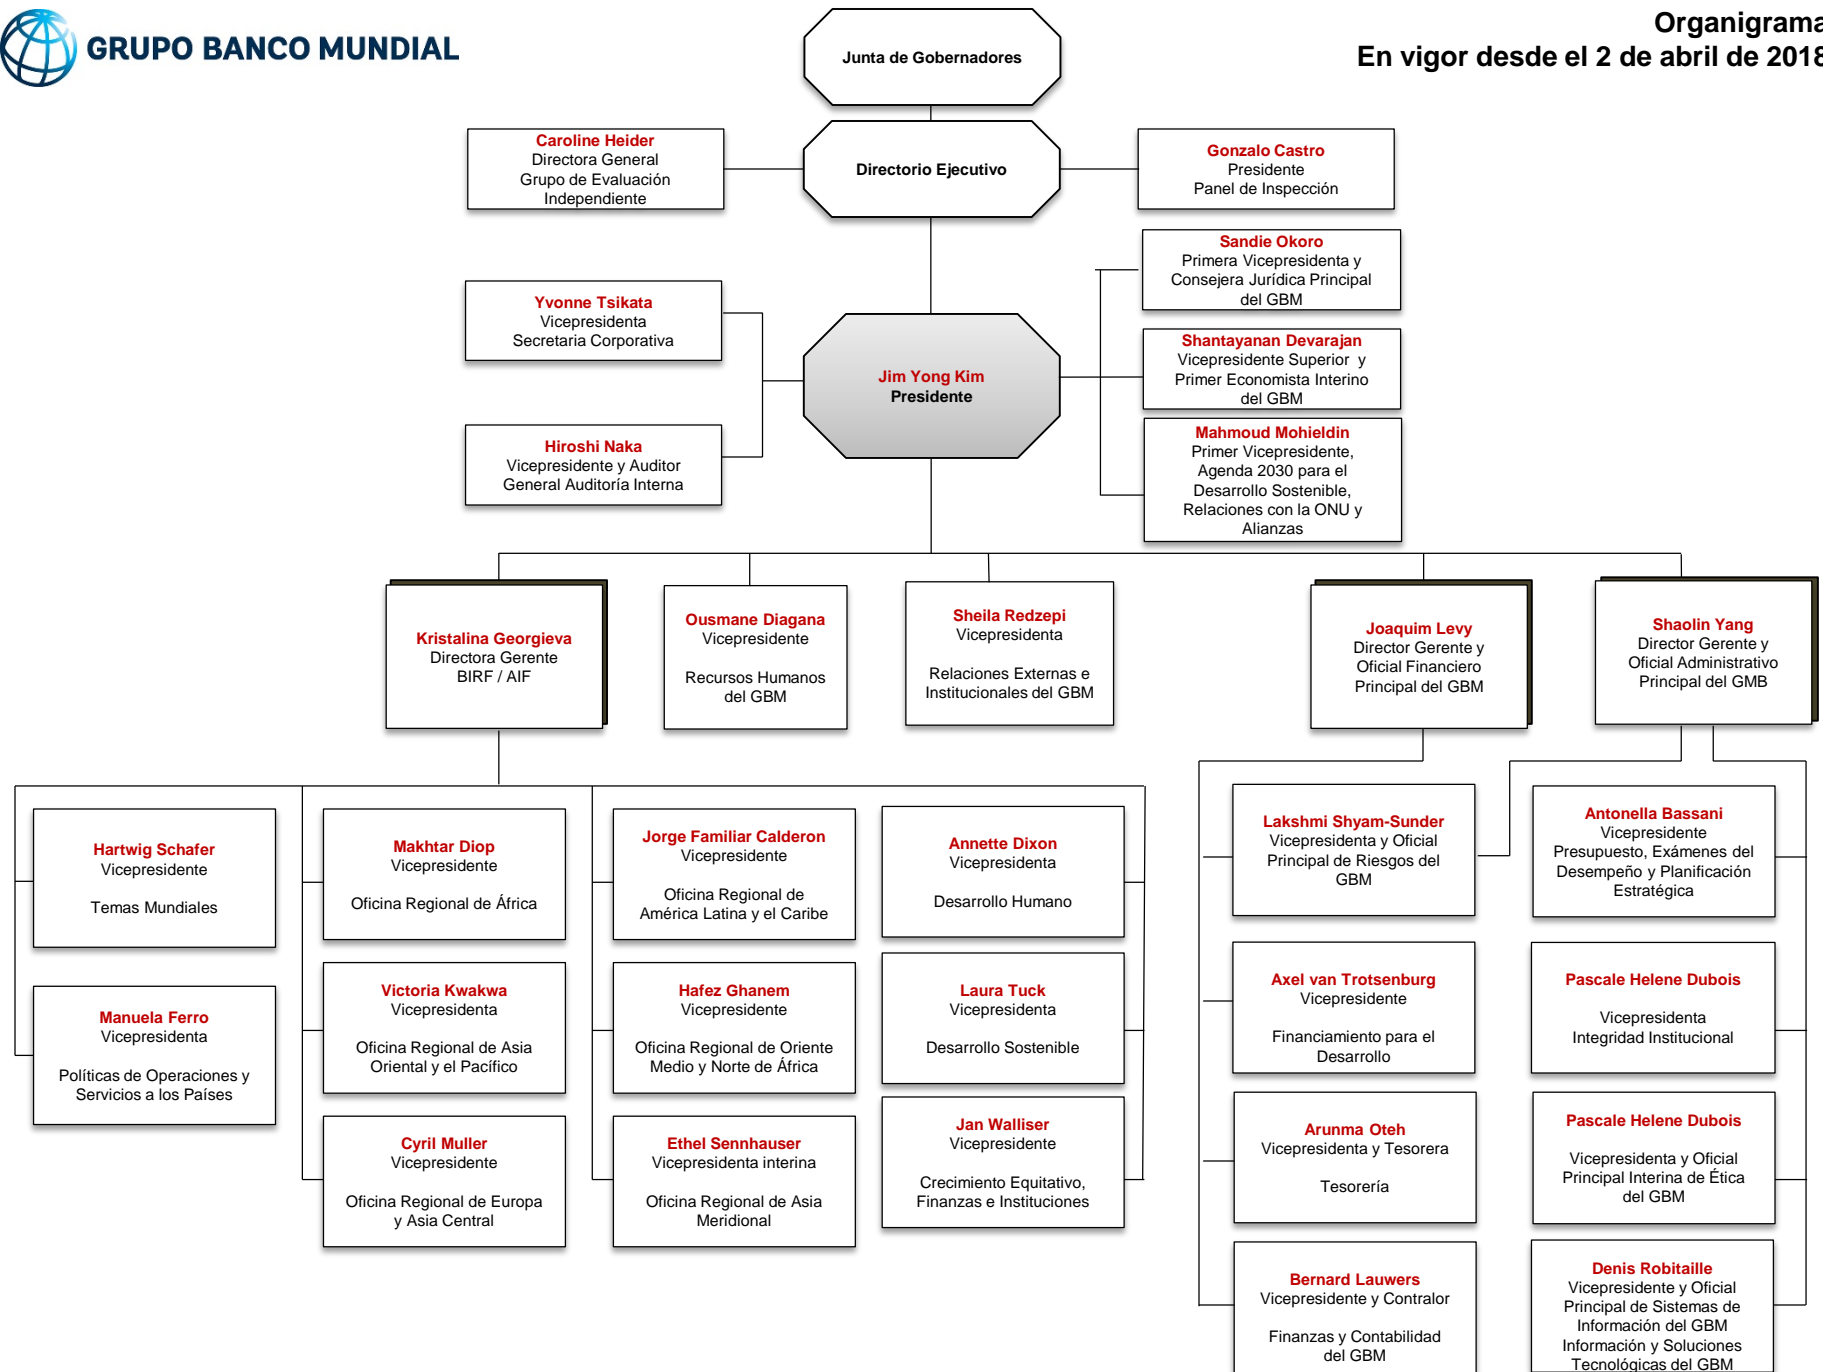 GRUPO BANCO MUNDIAL
Organigrama
En vigor desde el 2 de abril de 2018
Junta de Gobernadores
Caroline Heider
Directora General
Grupo de Evaluación
Independiente
Directorio Ejecutivo
Gonzalo Castro
Presidente
Panel de Inspección
Sandie Okoro
Primera Vicepresidenta y
Consejera Jurídica Principal
del GBM
Yvonne Tsikata
Vicepresidenta
Secretaria Corporativa
Shantayanan Devarajan
Vicepresidente Superior y
Primer Economista Interino
del GBM
Jim Yong Kim
Presidente
Hiroshi Naka
Vicepresidente y Auditor
General Auditoría Interna
Mahmoud Mohieldin
Primer Vicepresidente,
Agenda 2030 para el
Desarrollo Sostenible,
Relaciones con la ONU y
Alianzas
Kristalina Georgieva
Directora Gerente
BIRF / AIF
Ousmane Diagana
Vicepresidente
Recursos Humanos
del GBM
Sheila Redzepi
Vicepresidenta
Relaciones Externas e
Institucionales del GBM
Joaquim Levy
Director Gerente y
Oficial Financiero
Principal del GBM
Shaolin Yang
Director Gerente y
Oficial Administrativo
Principal del GMB
Hartwig Schafer
Vicepresidente
Temas Mundiales
Makhtar Diop
Vicepresidente
Oficina Regional de África
Jorge Familiar Calderon
Vicepresidente
Oficina Regional de
América Latina y el Caribe
Annette Dixon
Vicepresidenta
Desarrollo Humano
Lakshmi Shyam-Sunder
Vicepresidenta y Oficial
Principal de Riesgos del
GBM
Antonella Bassani
Vicepresidente
Presupuesto, Exámenes del
Desempeño y Planificación
Estratégica
Manuela Ferro
Vicepresidenta
Políticas de Operaciones y
Servicios a los Países
Victoria Kwakwa
Vicepresidenta
Oficina Regional de Asia
Oriental y el Pacífico
Hafez Ghanem
Vicepresidente
Oficina Regional de Oriente
Medio y Norte de África
Laura Tuck
Vicepresidenta
Desarrollo Sostenible
Axel van Trotsenburg
Vicepresidente
Financiamiento para el
Desarrollo
Pascale Helene Dubois
Vicepresidenta
Integridad Institucional
Cyril Muller
Vicepresidente
Oficina Regional de Europa
y Asia Central
Ethel Sennhauser
Vicepresidenta interina
Oficina Regional de Asia
Meridional
Jan Walliser
Vicepresidente
Crecimiento Equitativo,
Finanzas e Instituciones
Arunma Oteh
Vicepresidenta y Tesorera
Tesorería
Pascale Helene Dubois
Vicepresidenta y Oficial
Principal Interina de Ética
del GBM
Bernard Lauwers
Vicepresidente y Contralor
Finanzas y Contabilidad
del GBM
Denis Robitaille
Vicepresidente y Oficial
Principal de Sistemas de
Información del GBM
Información y Soluciones
Tecnológicas del GBM